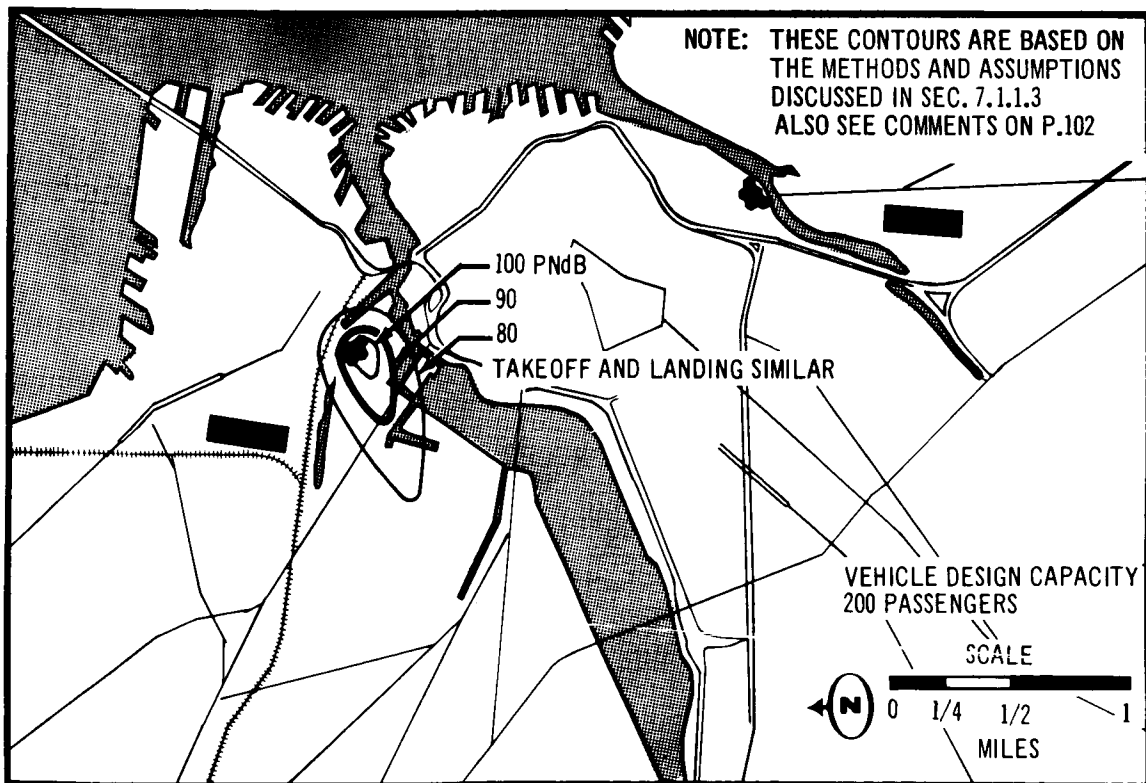 NOTE: THESE CONTOURS ARE BASED ON
THE METHODS AND ASSUMPTIONS
DISCUSSED IN SEC. 7.1.1.3
ALSO SEE COMMENTS ON P.102
100 PNdB
90
80
TAKEOFF AND LANDING SIMILAR
VEHICLE DESIGN CAPACITY
200 PASSENGERS
SCALE
N
0 1/4 1/2 1
MILES